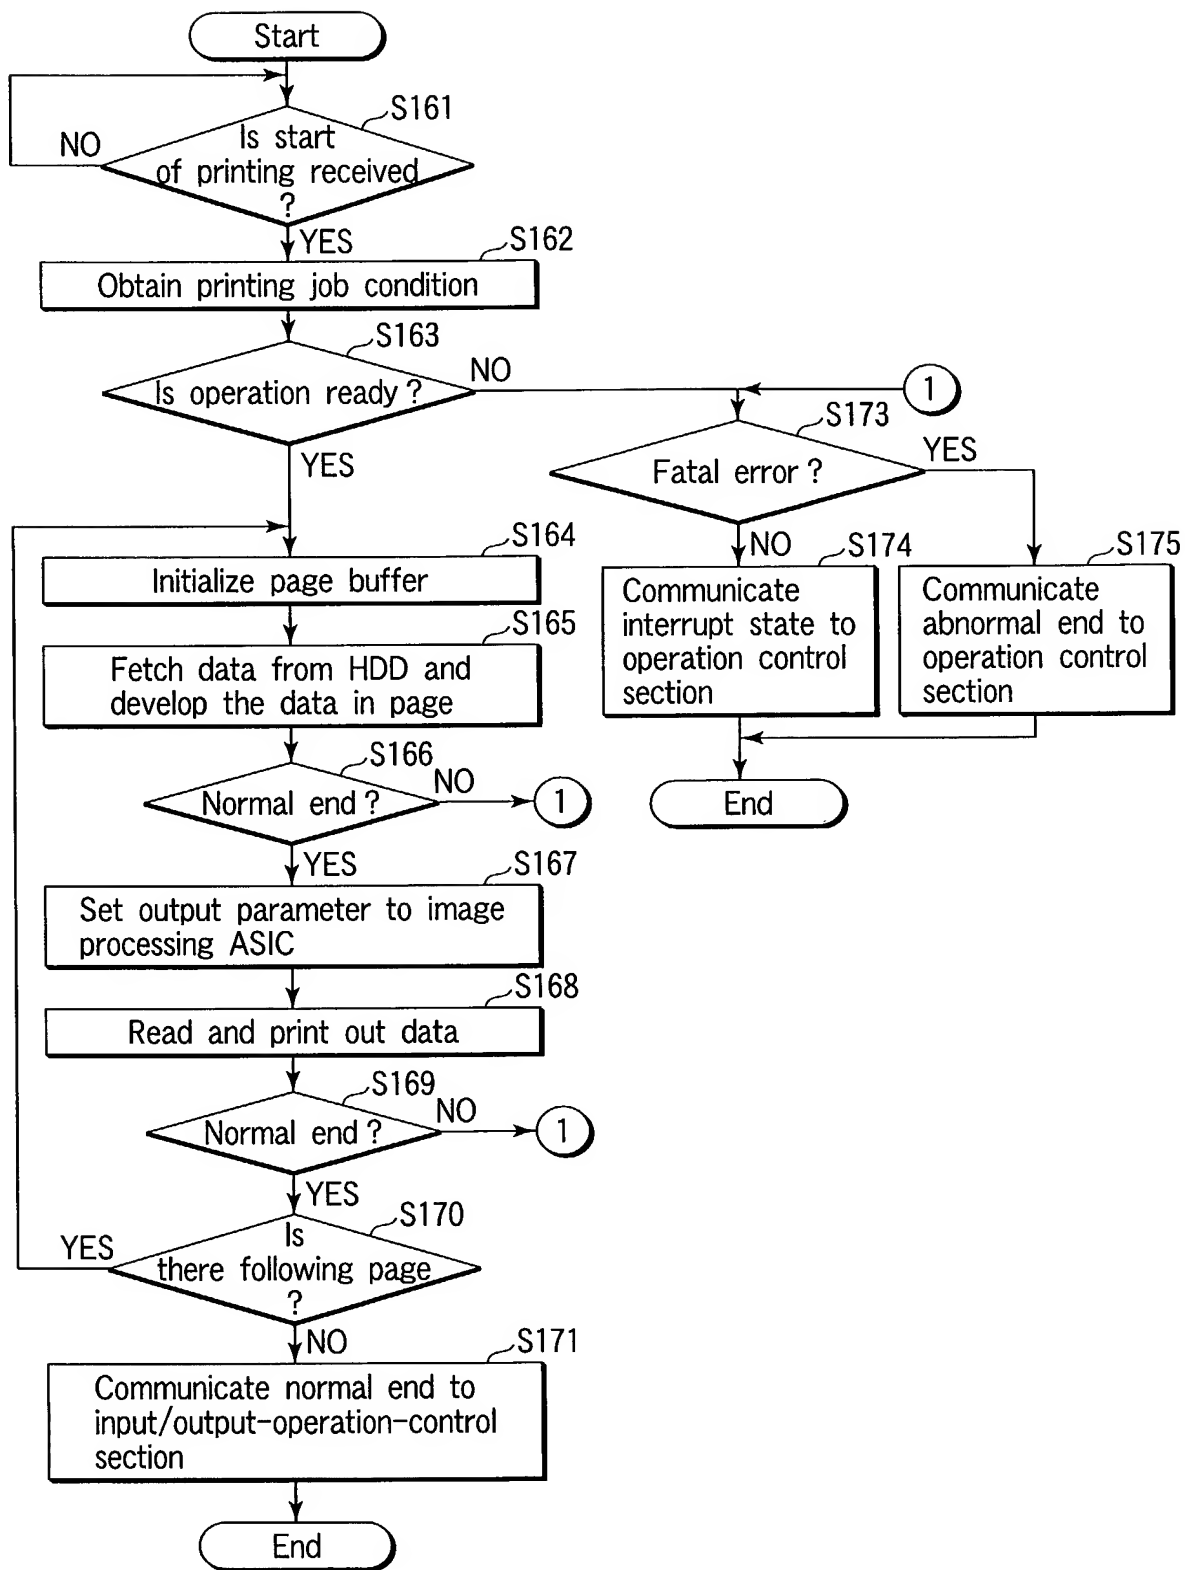 Start
S161
NO
Is start
of printing received
?
YES
S162
Obtain printing job condition
S163
Is operation ready?
NO
1
YES
S173
Fatal error?
YES
NO
S164
Initialize page buffer
S174
Communicate
interrupt state to
operation control
section
S175
Communicate
abnormal end to
operation control
section
End
S165
Fetch data from HDD and
develop the data in page
S166
Normal end?
NO
1
YES
S167
Set output parameter to image
processing ASIC
S168
Read and print out data
S169
Normal end?
NO
1
YES
S170
YES
Is
there following page
?
NO
S171
Communicate normal end to
input/output-operation-control
section
End